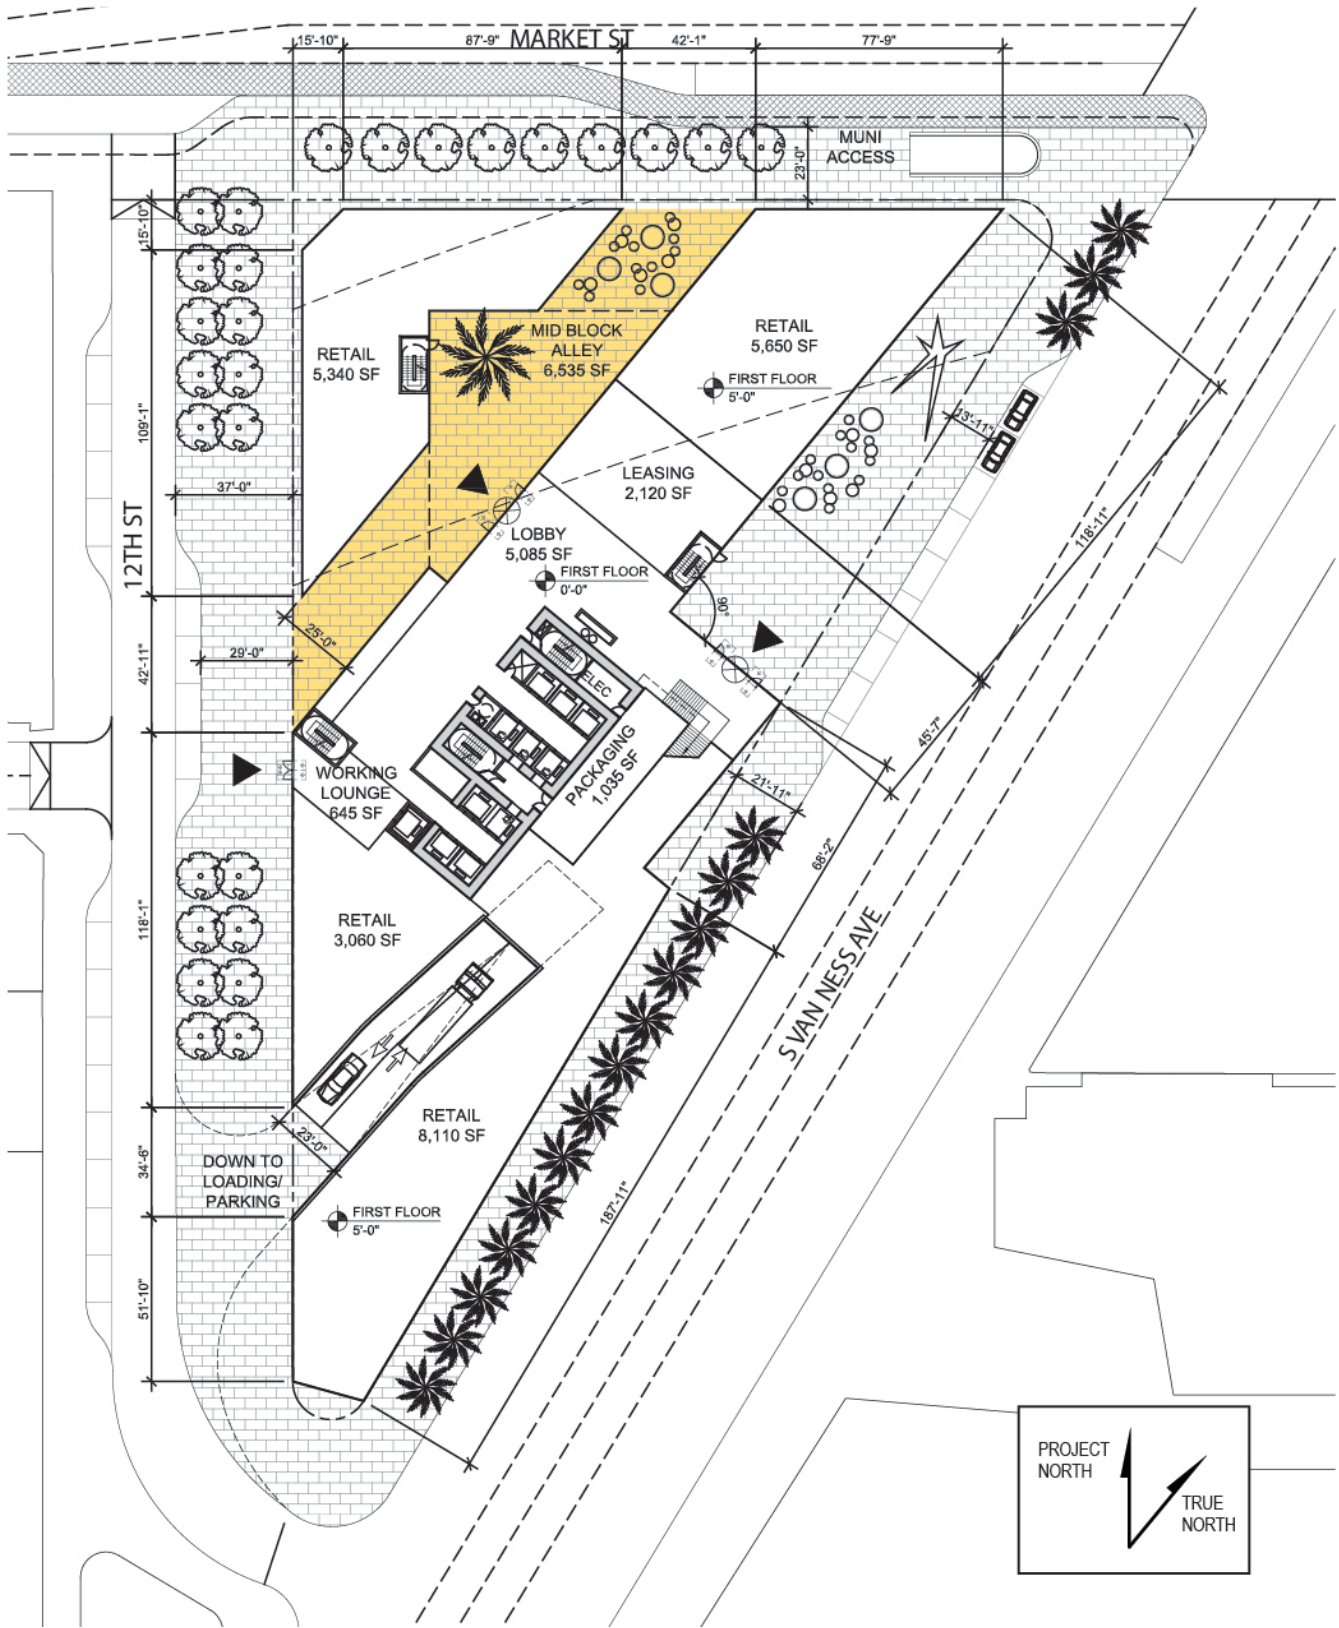 15'-10"
87'-9"
MARKET ST
42'-1"
77'-9"
MUNI
ACCESS
23'-0"
15'-10"
MID BLOCK
ALLEY
6,535 SF
RETAIL
5,650 SF
RETAIL
5,340 SF
FIRST FLOOR
5'-0"
13'-11"
109'-1"
LEASING
2,120 SF
37'-0"
118'-11"
12TH ST
LOBBY
5,085 SF
FIRST FLOOR
0'-0"
90°
25'-0"
29'-0"
42'-11"
ELEC
45'-7"
PACKAGING
1,035 SF
WORKING
LOUNGE
645 SF
21'-11"
68'-2"
118'-1"
RETAIL
3,060 SF
S VAN NESS AVE
RETAIL
8,110 SF
23'-0"
34'-6"
DOWN TO
LOADING/
PARKING
FIRST FLOOR
5'-0"
187'-11"
51'-10"
PROJECT
NORTH
TRUE
NORTH